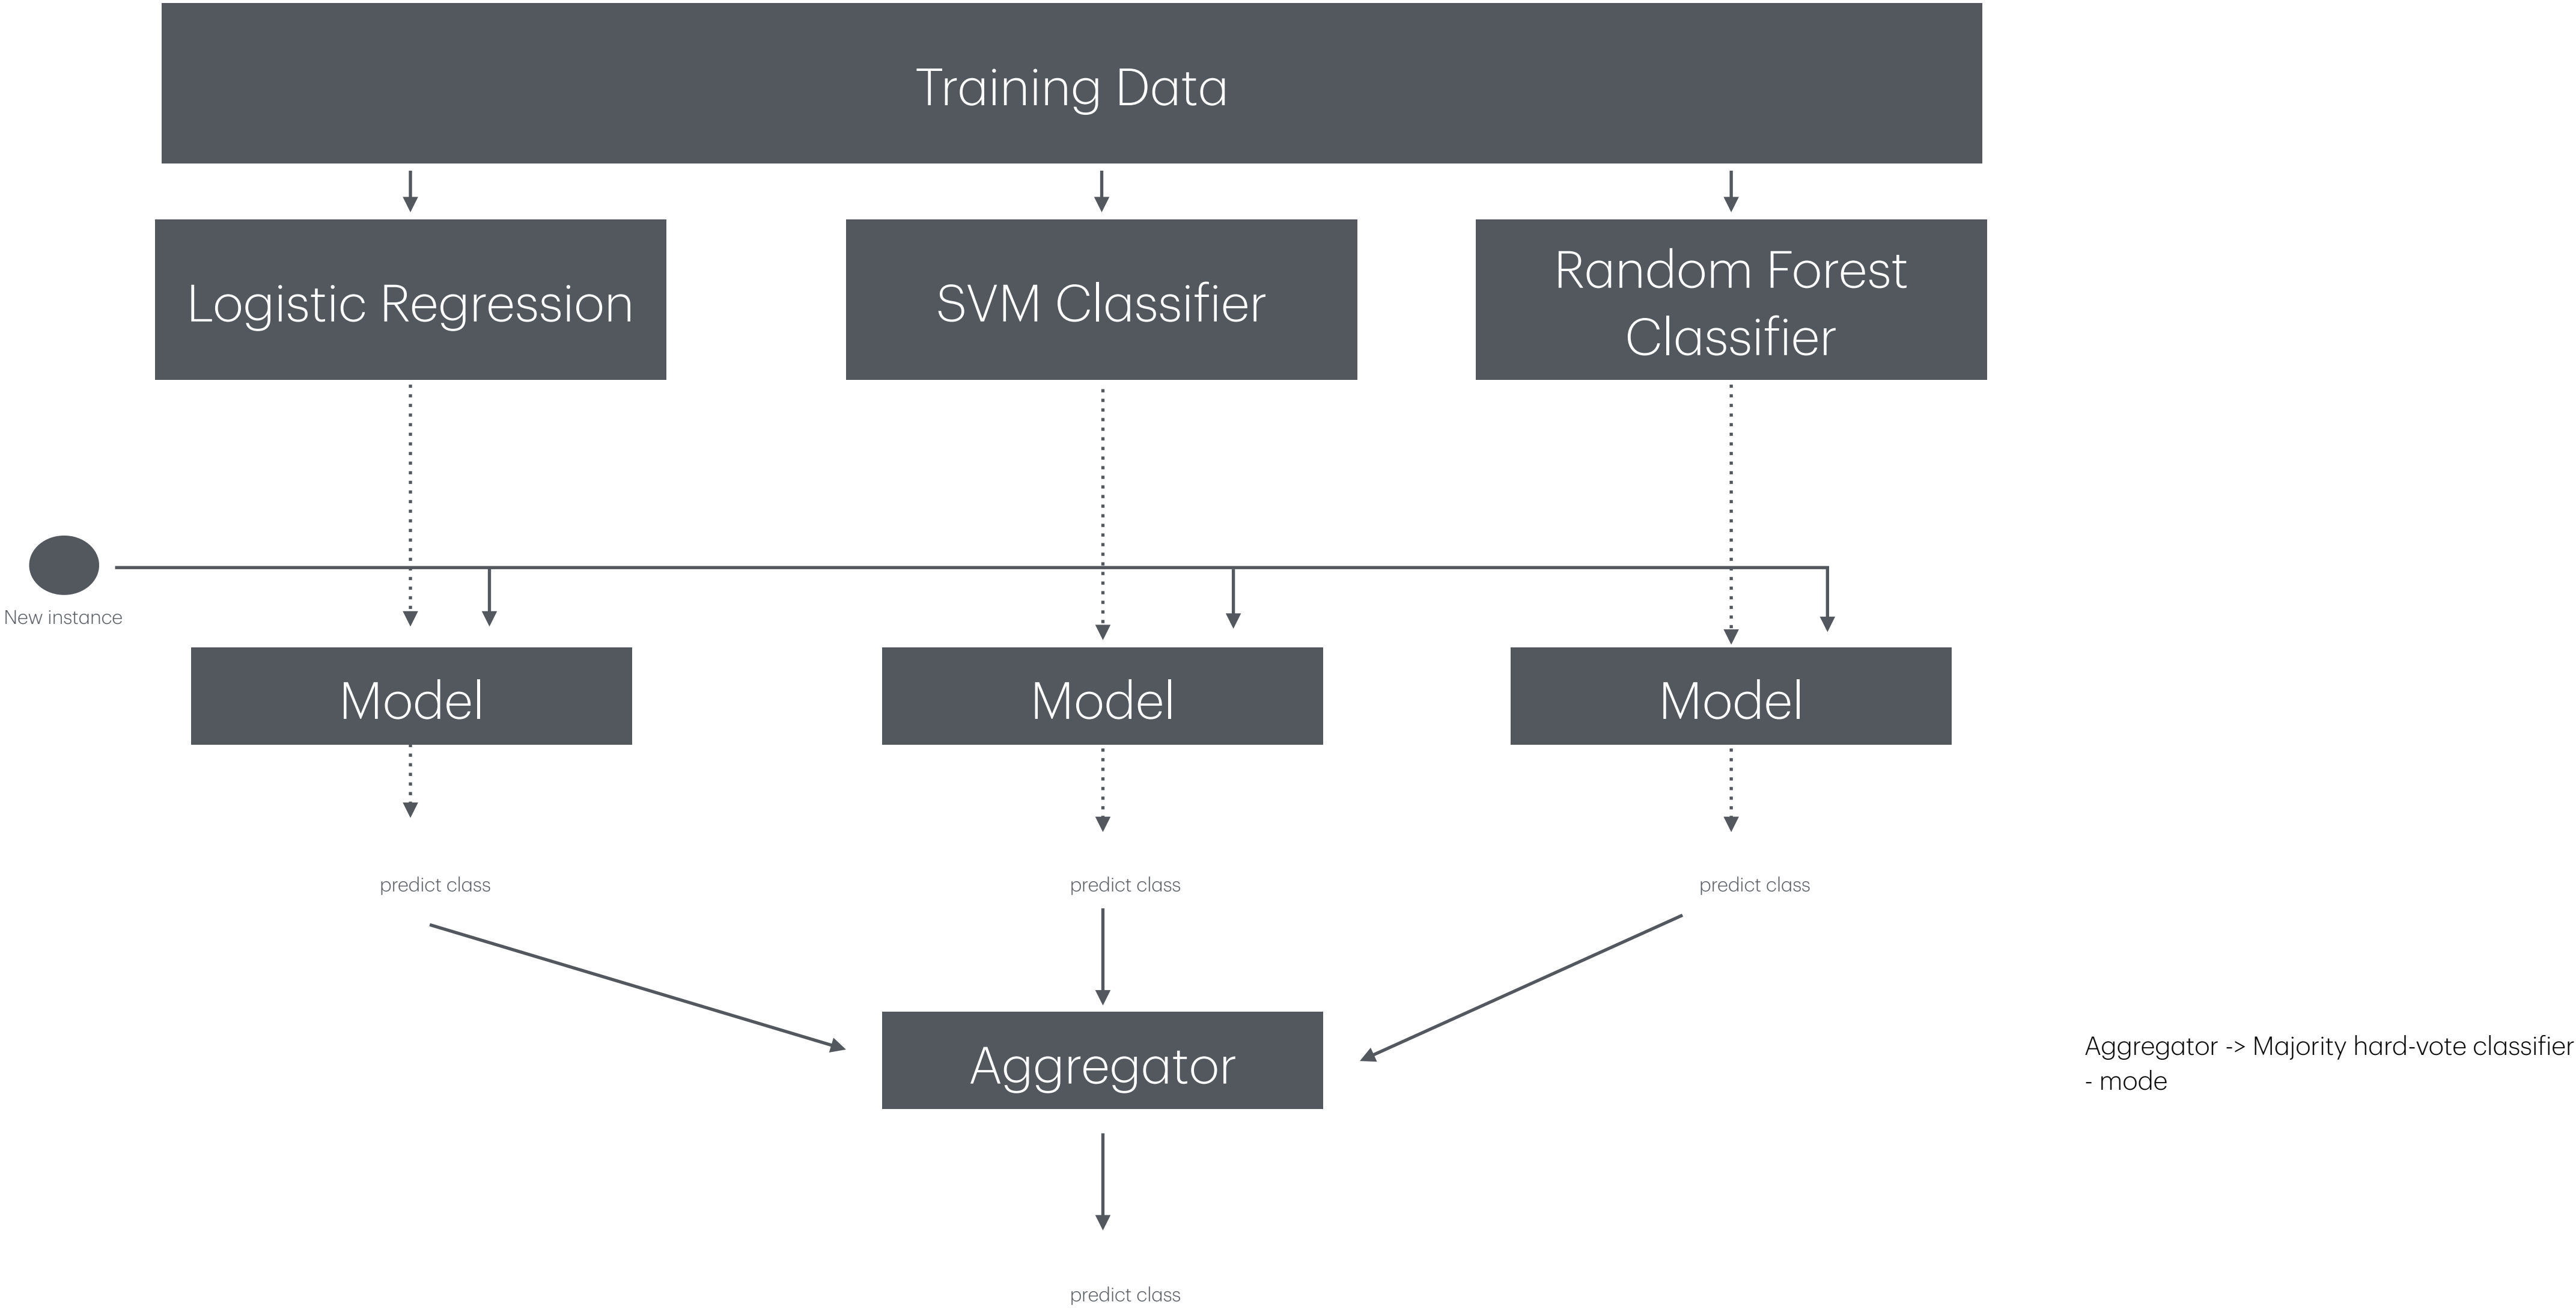 Training Data
Logistic Regression
SVM Classifier
Random Forest
Classifier
New instance
Model
Model
Model
predict class
predict class
predict class
Aggregator
Aggregator -> Majority hard-vote classifier
- mode
predict class